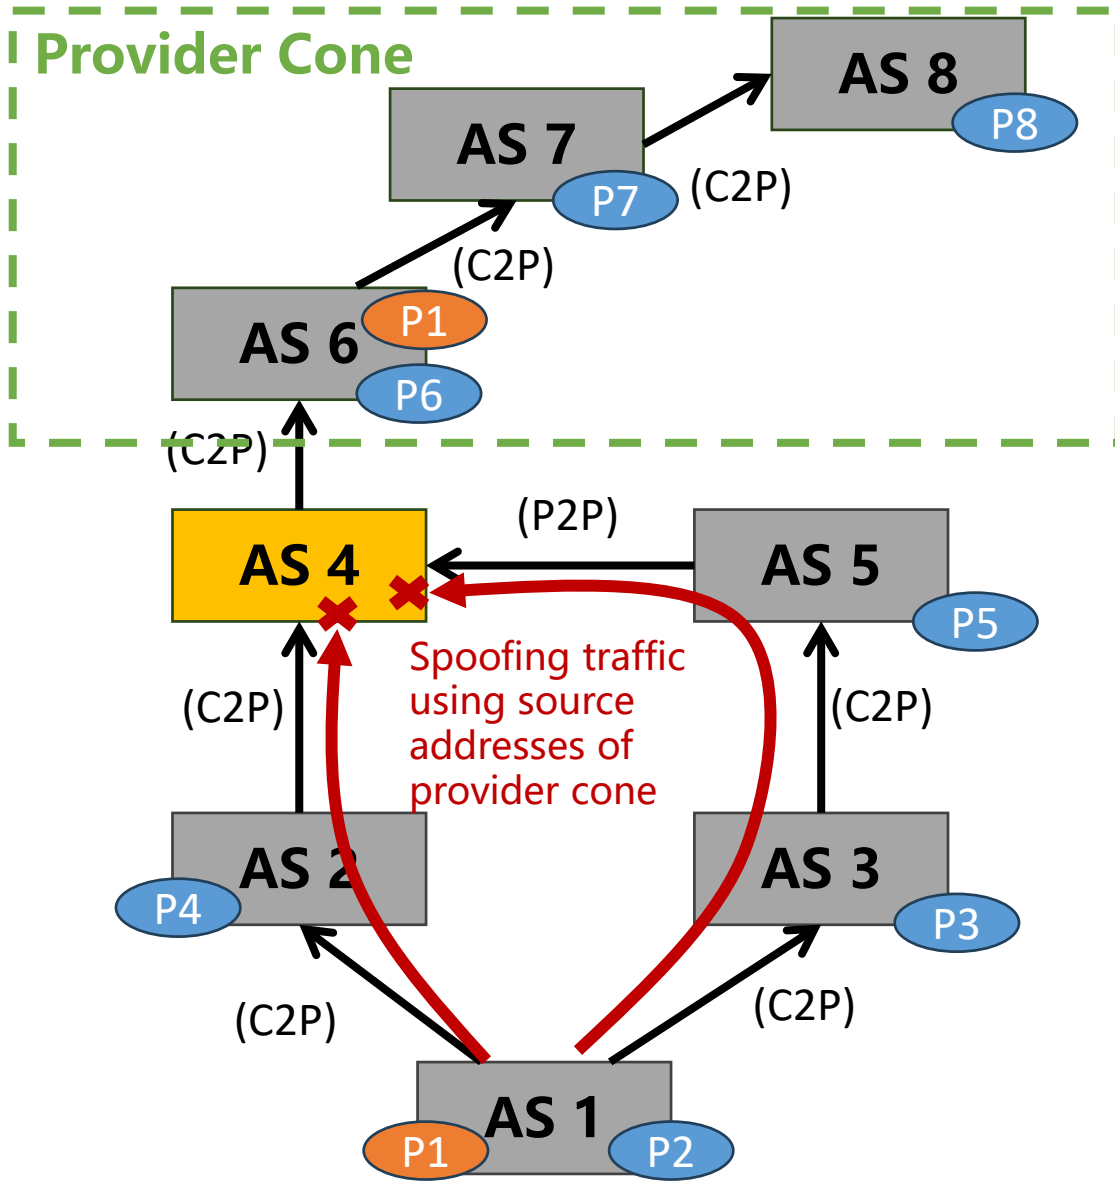 Provider Cone
AS 8
P8
AS 7
P7
(C2P)
(C2P)
AS 6
P1
P6
(C2P)
(P2P)
AS 4
AS 5
P5
Spoofing traffic
using source
addresses of
provider cone
(C2P)
(C2P)
AS 2
P4
AS 3
P3
(C2P)
(C2P)
AS 1
P1
P2